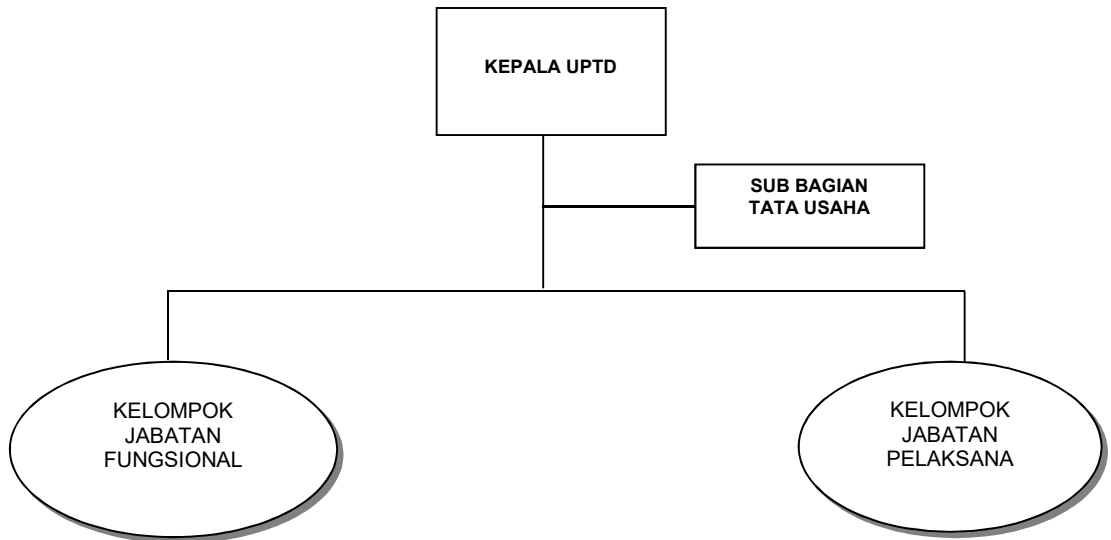 KEPALA UPTD
SUB BAGIAN
TATA USAHA
KELOMPOK
JABATAN
FUNGSIONAL
KELOMPOK
JABATAN
PELAKSANA